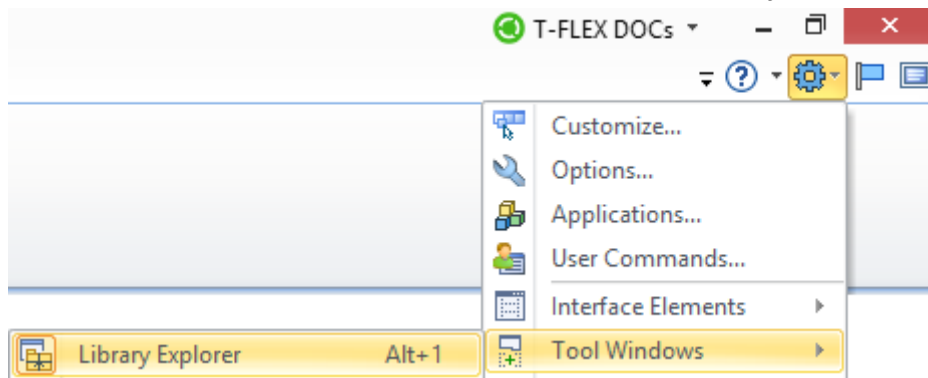 T-FLEX DOCs
Customize...
Options...
Applications...
User Commands...
Interface Elements
Library Explorer Alt+1 Tool Windows